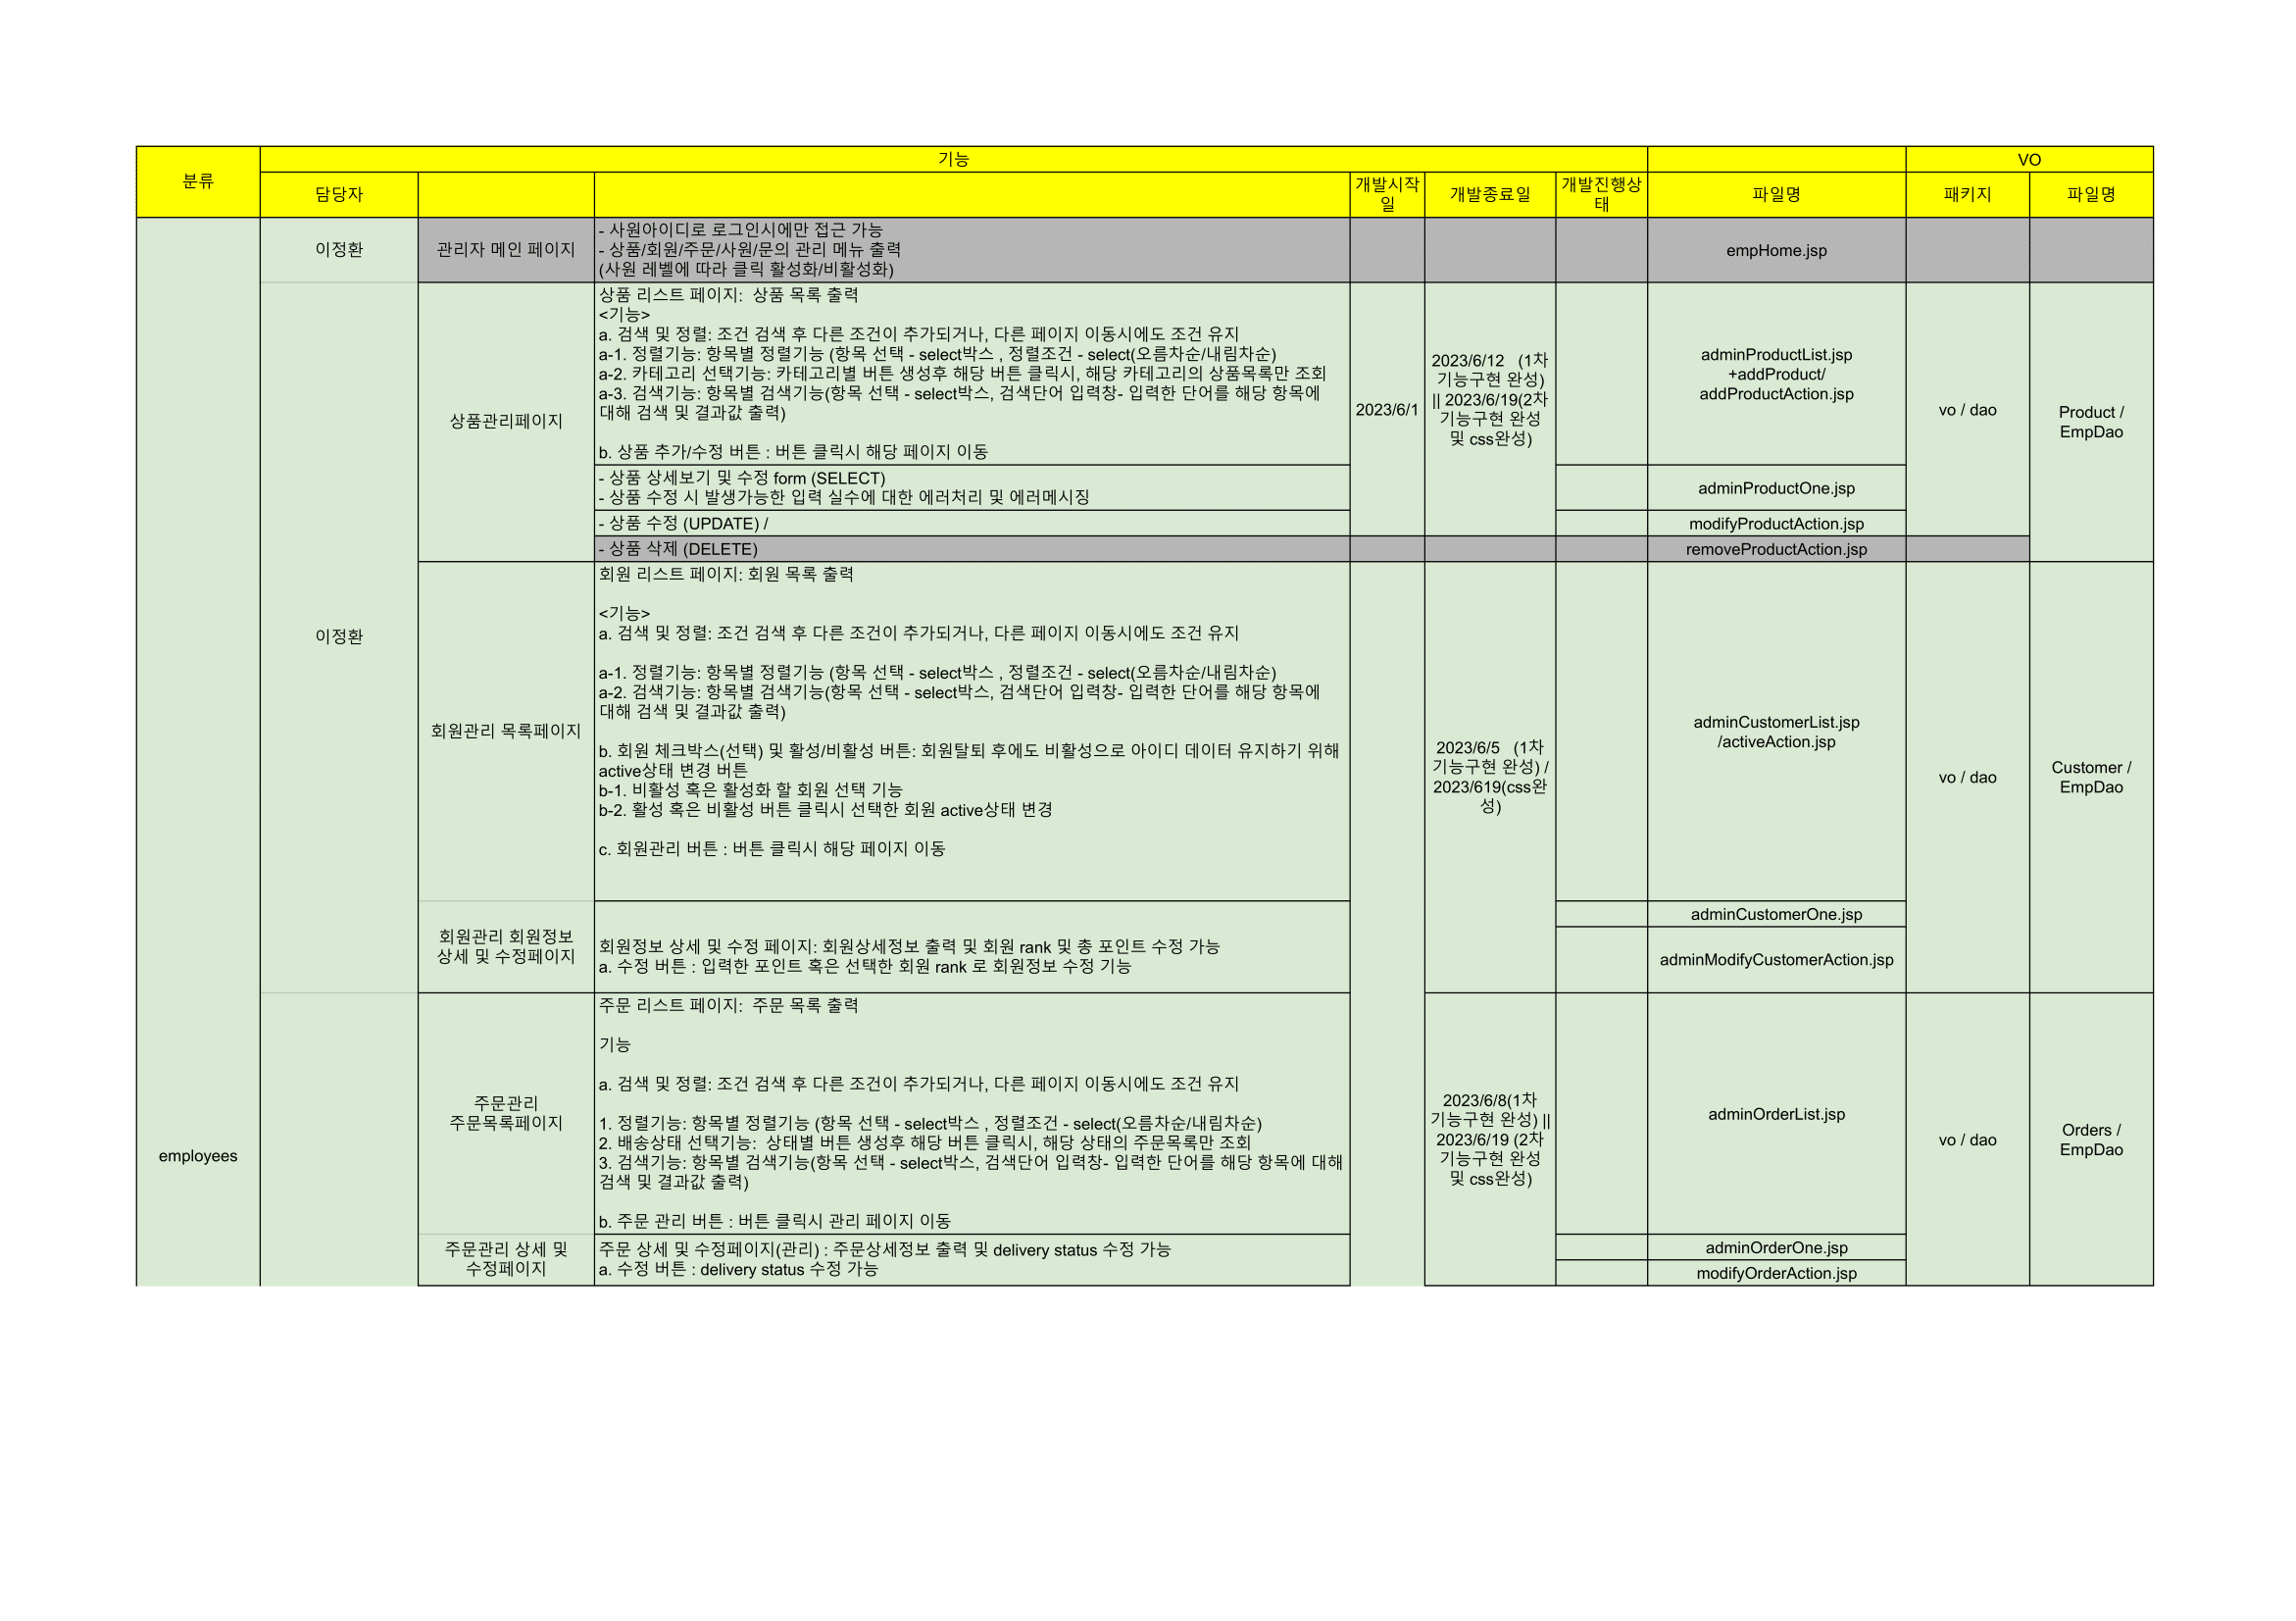 분류
기능
VO
담당자
개발시작
일
개발종료일
개발진행상
태
파일명
패키지
파일명
employees
이정환
관리자 메인 페이지
- 사원아이디로 로그인시에만 접근 가능
- 상품/회원/주문/사원/문의 관리 메뉴 출력
(사원 레벨에 따라 클릭 활성화/비활성화)
empHome.jsp
이정환
상품관리페이지
상품 리스트 페이지:  상품 목록 출력
<기능>
a. 검색 및 정렬: 조건 검색 후 다른 조건이 추가되거나, 다른 페이지 이동시에도 조건 유지
a-1. 정렬기능: 항목별 정렬기능 (항목 선택 - select박스 , 정렬조건 - select(오름차순/내림차순)
a-2. 카테고리 선택기능: 카테고리별 버튼 생성후 해당 버튼 클릭시, 해당 카테고리의 상품목록만 조회
a-3. 검색기능: 항목별 검색기능(항목 선택 - select박스, 검색단어 입력창- 입력한 단어를 해당 항목에
대해 검색 및 결과값 출력)
b. 상품 추가/수정 버튼 : 버튼 클릭시 해당 페이지 이동
2023/6/1
2023/6/12   (1차
기능구현 완성)
|| 2023/6/19(2차
기능구현 완성
및 css완성)
adminProductList.jsp
+addProduct/
addProductAction.jsp
vo / dao
Product /
EmpDao
- 상품 상세보기 및 수정 form (SELECT)
- 상품 수정 시 발생가능한 입력 실수에 대한 에러처리 및 에러메시징
adminProductOne.jsp
- 상품 수정 (UPDATE) /
modifyProductAction.jsp
- 상품 삭제 (DELETE)
removeProductAction.jsp
회원관리 목록페이지
회원 리스트 페이지: 회원 목록 출력
<기능>
a. 검색 및 정렬: 조건 검색 후 다른 조건이 추가되거나, 다른 페이지 이동시에도 조건 유지
a-1. 정렬기능: 항목별 정렬기능 (항목 선택 - select박스 , 정렬조건 - select(오름차순/내림차순)
a-2. 검색기능: 항목별 검색기능(항목 선택 - select박스, 검색단어 입력창- 입력한 단어를 해당 항목에
대해 검색 및 결과값 출력)
b. 회원 체크박스(선택) 및 활성/비활성 버튼: 회원탈퇴 후에도 비활성으로 아이디 데이터 유지하기 위해
active상태 변경 버튼
b-1. 비활성 혹은 활성화 할 회원 선택 기능
b-2. 활성 혹은 비활성 버튼 클릭시 선택한 회원 active상태 변경
c. 회원관리 버튼 : 버튼 클릭시 해당 페이지 이동
2023/6/5   (1차
기능구현 완성) /
2023/619(css완
성)
adminCustomerList.jsp
/activeAction.jsp
vo / dao
Customer /
EmpDao
회원관리 회원정보
상세 및 수정페이지
회원정보 상세 및 수정 페이지: 회원상세정보 출력 및 회원 rank 및 총 포인트 수정 가능
a. 수정 버튼 : 입력한 포인트 혹은 선택한 회원 rank 로 회원정보 수정 기능
adminCustomerOne.jsp
adminModifyCustomerAction.jsp
주문관리
주문목록페이지
주문 리스트 페이지:  주문 목록 출력
기능
a. 검색 및 정렬: 조건 검색 후 다른 조건이 추가되거나, 다른 페이지 이동시에도 조건 유지
1. 정렬기능: 항목별 정렬기능 (항목 선택 - select박스 , 정렬조건 - select(오름차순/내림차순)
2. 배송상태 선택기능:  상태별 버튼 생성후 해당 버튼 클릭시, 해당 상태의 주문목록만 조회
3. 검색기능: 항목별 검색기능(항목 선택 - select박스, 검색단어 입력창- 입력한 단어를 해당 항목에 대해
검색 및 결과값 출력)
b. 주문 관리 버튼 : 버튼 클릭시 관리 페이지 이동
2023/6/8(1차
기능구현 완성) ||
2023/6/19 (2차
기능구현 완성
및 css완성)
adminOrderList.jsp
vo / dao
Orders /
EmpDao
주문관리 상세 및
수정페이지
주문 상세 및 수정페이지(관리) : 주문상세정보 출력 및 delivery status 수정 가능
a. 수정 버튼 : delivery status 수정 가능
adminOrderOne.jsp
modifyOrderAction.jsp